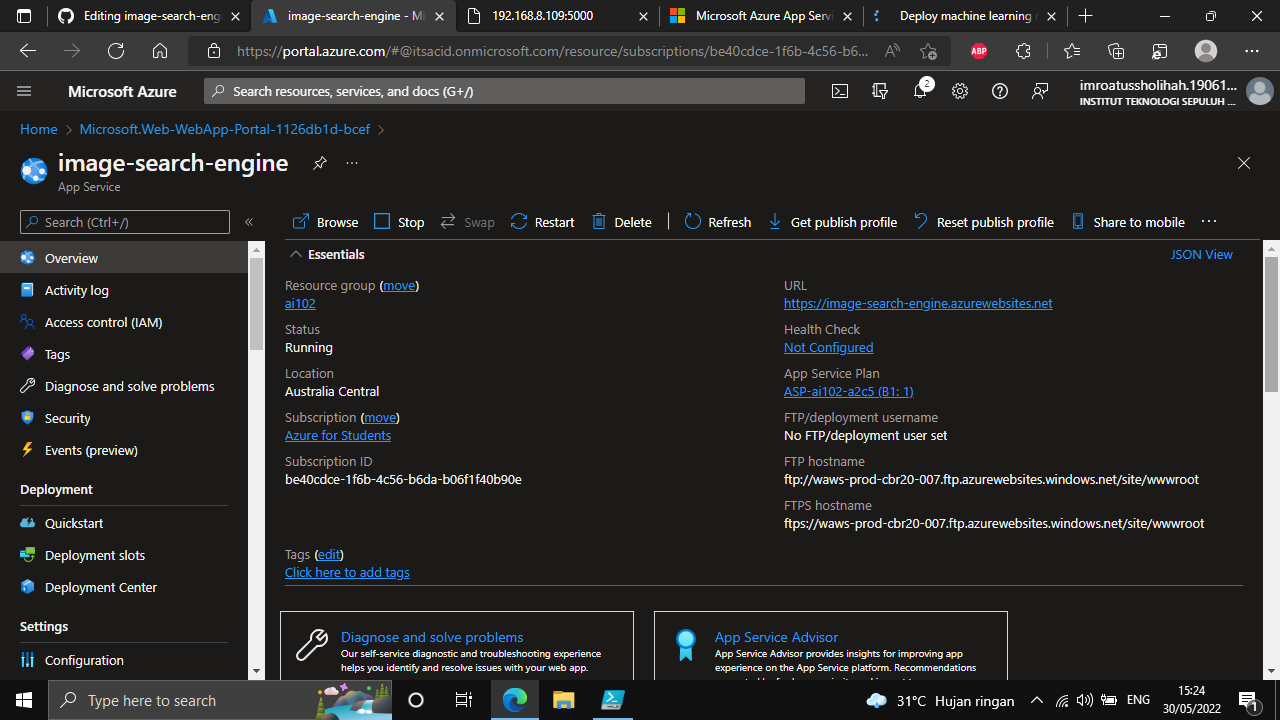 Editing image-search-eng
image-search-engine - Mi
192.168.8.109:5000
Microsoft Azure App Servi
Deploy machine learning
https://portal.azure.com/#@itsacid.onmicrosoft.com/resource/subscriptions/be40cdce-1f6b-4c56-b6...
ABP
Microsoft Azure
Search resources, services, and docs (G+/)
2
imroatussholihah.19061...
INSTITUT TEKNOLOGI SEPULUH ...
Home > Microsoft.Web-WebApp-Portal-1126db1d-bcef >
image-search-engine
App Service
Search (Ctrl+/)
Browse
Stop
Swap
Restart
Delete
Refresh
Get publish profile
Reset publish profile
Share to mobile
Overview
Activity log
Access control (IAM)
Tags
Diagnose and solve problems
Security
Events (preview)
Deployment
Quickstart
Deployment slots
Deployment Center
Settings
Configuration
Essentials
JSON View
Resource group (move)
ai102
Status
Running
Location
Australia Central
Subscription (move)
Azure for Students
Subscription ID
be40cdce-1f6b-4c56-b6da-b06f1f40b90e
URL
https://image-search-engine.azurewebsites.net
Health Check
Not Configured
App Service Plan
ASP-ai102-a2c5 (B1: 1)
FTP/deployment username
No FTP/deployment user set
FTP hostname
ftp://waws-prod-cbr20-007.ftp.azurewebsites.windows.net/site/wwwroot
FTPS hostname
ftps://waws-prod-cbr20-007.ftp.azurewebsites.windows.net/site/wwwroot
Tags (edit)
Click here to add tags
Diagnose and solve problems
Our self-service diagnostic and troubleshooting experience
helps you identify and resolve issues with your web app.
App Service Advisor
App Service Advisor provides insights for improving app
experience on the App Service platform. Recommendations
Type here to search
31°C Hujan ringan
ENG
15:24
30/05/2022
1